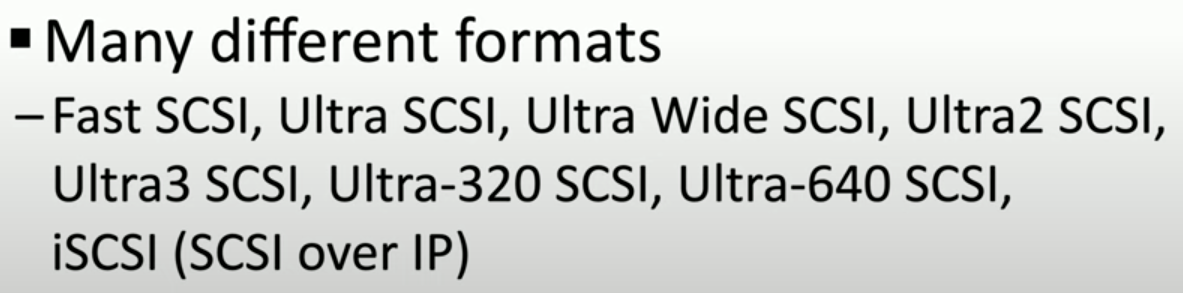 ▪ Many different formats
– Fast SCSI, Ultra SCSI, Ultra Wide SCSI, Ultra2 SCSI,
Ultra3 SCSI, Ultra-320 SCSI, Ultra-640 SCSI,
iSCSI (SCSI over IP)